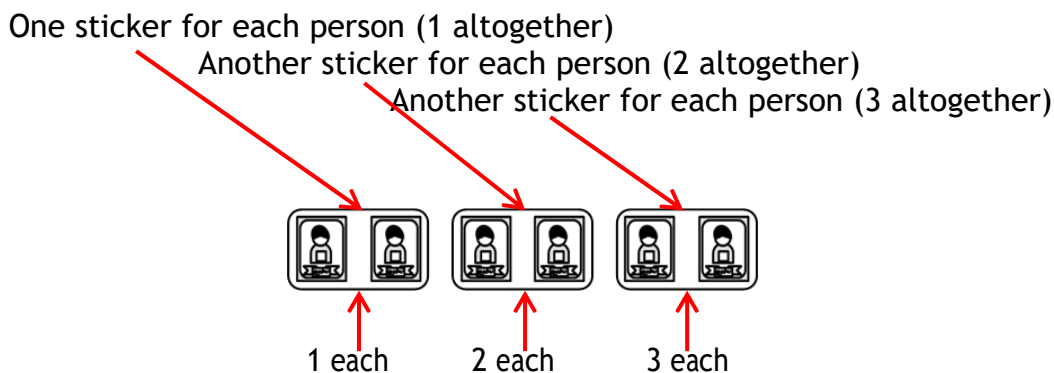 One sticker for each person (1 altogether)
Another sticker for each person (2 altogether)
Another sticker for each person (3 altogether)
1 each
2 each
3 each